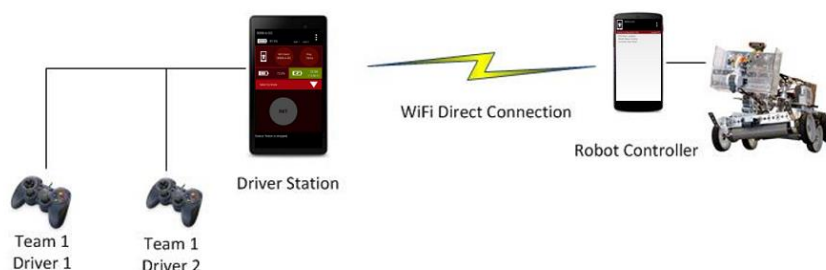 Driver Station
WiFi Direct Connection
Robot Controller
Team 1
Driver 1
Team 1
Driver 2